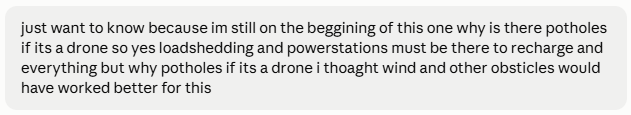 just want to know because im still on the beggining of this one why is there potholes
if its a drone so yes loadshedding and powerstations must be there to recharge and
everything but why potholes if its a drone i thoaght wind and other obsticles would
have worked better for this